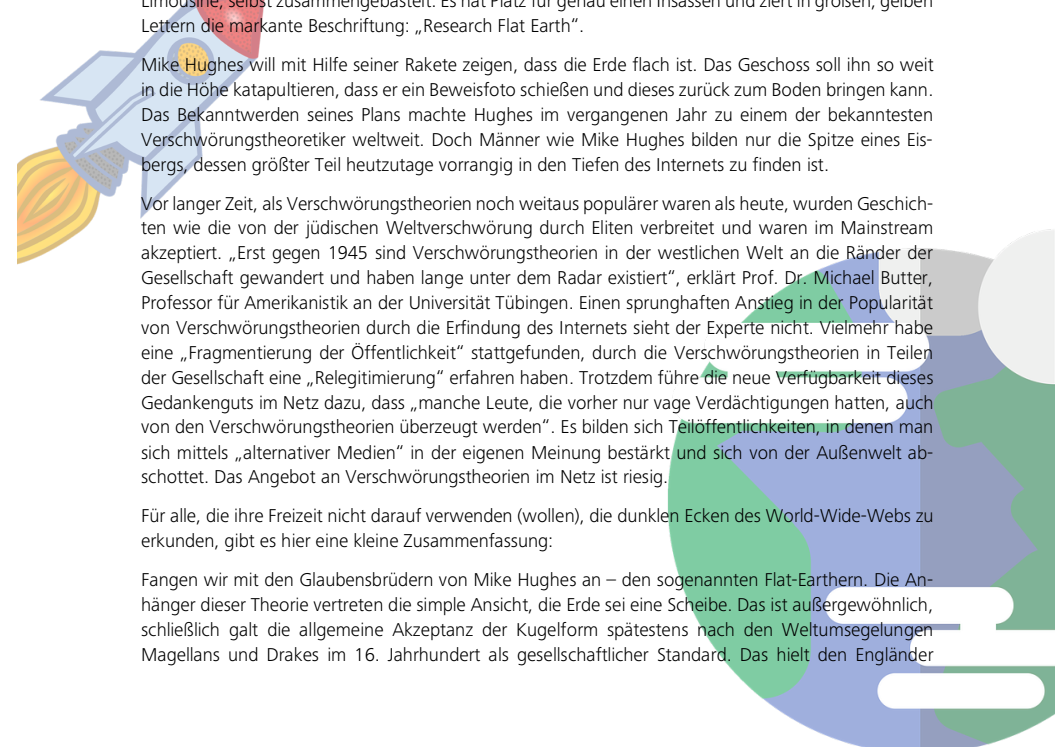 Limousine, selbst zusammengebastelt. Es hat Platz für genau einen Insassen und ziert in großen, gelben
Lettern die markante Beschriftung: „Research Flat Earth“.
Mike Hughes will mit Hilfe seiner Rakete zeigen, dass die Erde flach ist. Das Geschoss soll ihn so weit
in die Höhe katapultieren, dass er ein Beweisfoto schießen und dieses zurück zum Boden bringen kann.
Das Bekanntwerden seines Plans machte Hughes im vergangenen Jahr zu einem der bekanntesten
Verschwörungstheoretiker weltweit. Doch Männer wie Mike Hughes bilden nur die Spitze eines Eis-
bergs, dessen größter Teil heutzutage vorrangig in den Tiefen des Internets zu finden ist.
Vor langer Zeit, als Verschwörungstheorien noch weitaus populärer waren als heute, wurden Geschich-
ten wie die von der jüdischen Weltverschwörung durch Eliten verbreitet und waren im Mainstream
akzeptiert. „Erst gegen 1945 sind Verschwörungstheorien in der westlichen Welt an die Ränder der
Gesellschaft gewandert und haben lange unter dem Radar existiert“, erklärt Prof. Dr. Michael Butter,
Professor für Amerikanistik an der Universität Tübingen. Einen sprunghaften Anstieg in der Popularität
von Verschwörungstheorien durch die Erfindung des Internets sieht der Experte nicht. Vielmehr habe
eine „Fragmentierung der Öffentlichkeit“ stattgefunden, durch die Verschwörungstheorien in Teilen
der Gesellschaft eine „Relegitimierung“ erfahren haben. Trotzdem führe die neue Verfügbarkeit dieses
Gedankenguts im Netz dazu, dass „manche Leute, die vorher nur vage Verdächtigungen hatten, auch
von den Verschwörungstheorien überzeugt werden“. Es bilden sich Teilöffentlichkeiten, in denen man
sich mittels „alternativer Medien“ in der eigenen Meinung bestärkt und sich von der Außenwelt ab-
schottet. Das Angebot an Verschwörungstheorien im Netz ist riesig.
Für alle, die ihre Freizeit nicht darauf verwenden (wollen), die dunklen Ecken des World-Wide-Webs zu
erkunden, gibt es hier eine kleine Zusammenfassung:
Fangen wir mit den Glaubensbrüdern von Mike Hughes an – den sogenannten Flat-Earthern. Die An-
hänger dieser Theorie vertreten die simple Ansicht, die Erde sei eine Scheibe. Das ist außergewöhnlich,
schließlich galt die allgemeine Akzeptanz der Kugelform spätestens nach den Weltumsegelungen
Magellans und Drakes im 16. Jahrhundert als gesellschaftlicher Standard. Das hielt den Engländer